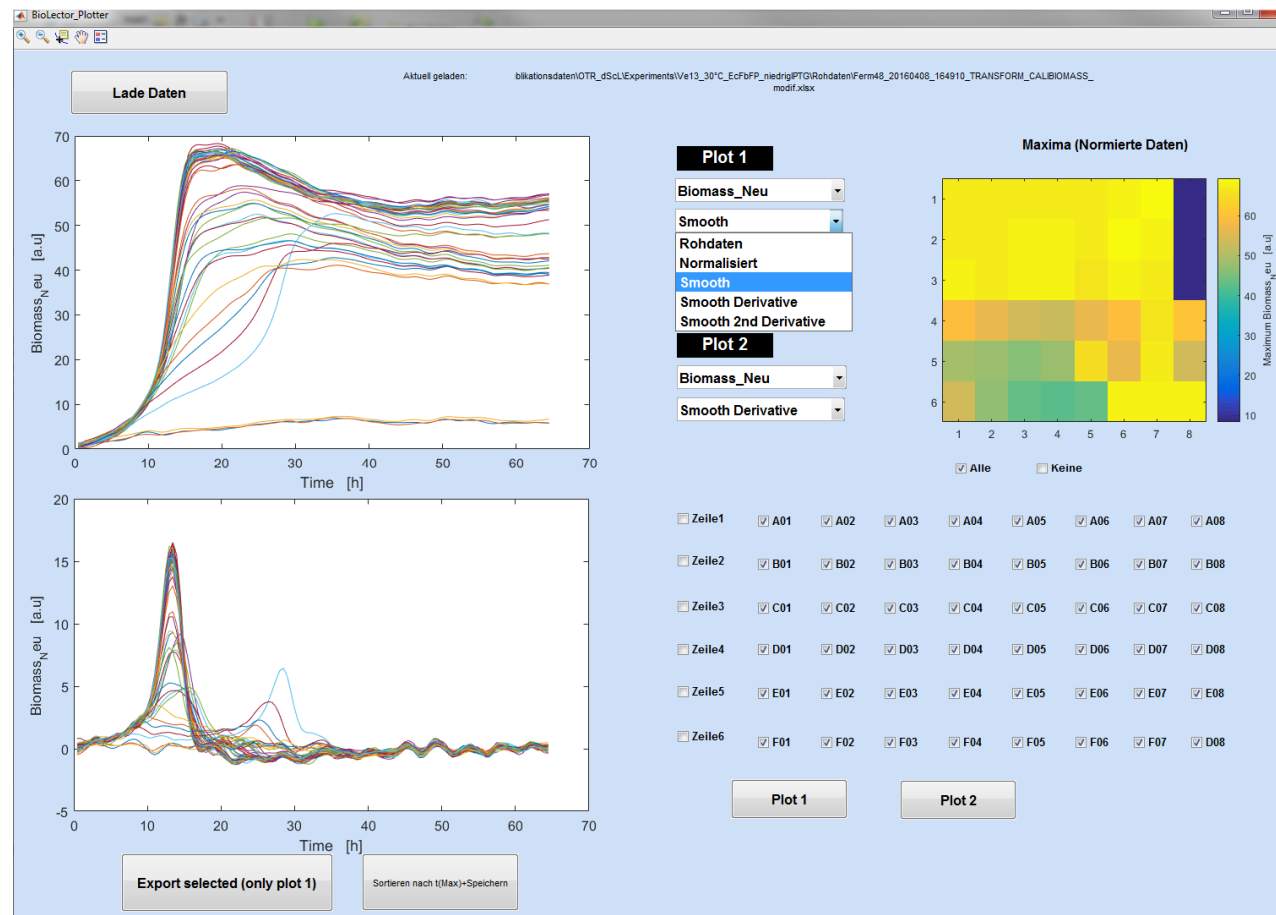 BioLector_Plotter
Lade Daten
Aktuell geladen:
blikationsdaten\OTR_dScL\Experiments\Ve13_30°C_EcFbFP_niedrigIPTG\Rohdaten\Ferm48_20160408_164910_TRANSFORM_CALIBIOMASS_
modif.xlsx
70
60
50
40
30
20
10
0
Biomass_Neu [a.u]
0 10 20 30 40 50 60 70
Time [h]
20
15
10
5
0
-5
Biomass_Neu [a.u]
0 10 20 30 40 50 60 70
Time [h]
Export selected (only plot 1)
Sortieren nach t(Max)+Speichern
Plot 1
Biomass_Neu
Smooth
Rohdaten
Normalisiert
Smooth
Smooth Derivative
Smooth 2nd Derivative
Plot 2
Biomass_Neu
Smooth Derivative
Maxima (Normierte Daten)
1
2
3
4
5
6
1 2 3 4 5 6 7 8
60
50
40
30
20
10
Maximum Biomass_Neu [a.u]
Alle Keine
Zeile1 A01 A02 A03 A04 A05 A06 A07 A08
Zeile2 B01 B02 B03 B04 B05 B06 B07 B08
Zeile3 C01 C02 C03 C04 C05 C06 C07 C08
Zeile4 D01 D02 D03 D04 D05 D06 D07 D08
Zeile5 E01 E02 E03 E04 E05 E06 E07 E08
Zeile6 F01 F02 F03 F04 F05 F06 F07 D08
Plot 1 Plot 2